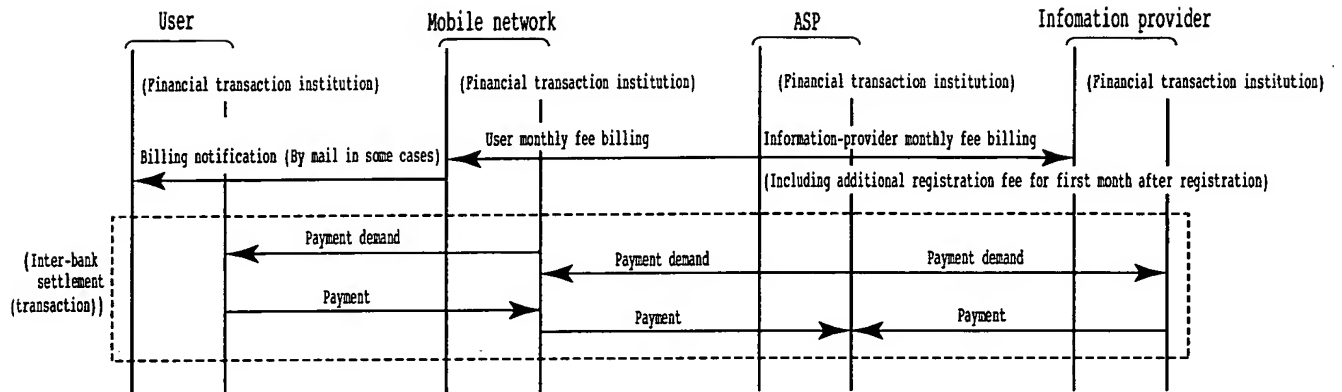 User
Mobile network
ASP
Infomation provider
(Financial transaction institution)
(Financial transaction institution)
(Financial transaction institution)
(Financial transaction institution)
User monthly fee billing
Information-provider monthly fee billing
Billing notification (By mail in some cases)
(Including additional registration fee for first month after registration)
(Inter-bank
settlement
(transaction))
Payment demand
Payment demand
Payment demand
Payment
Payment
Payment